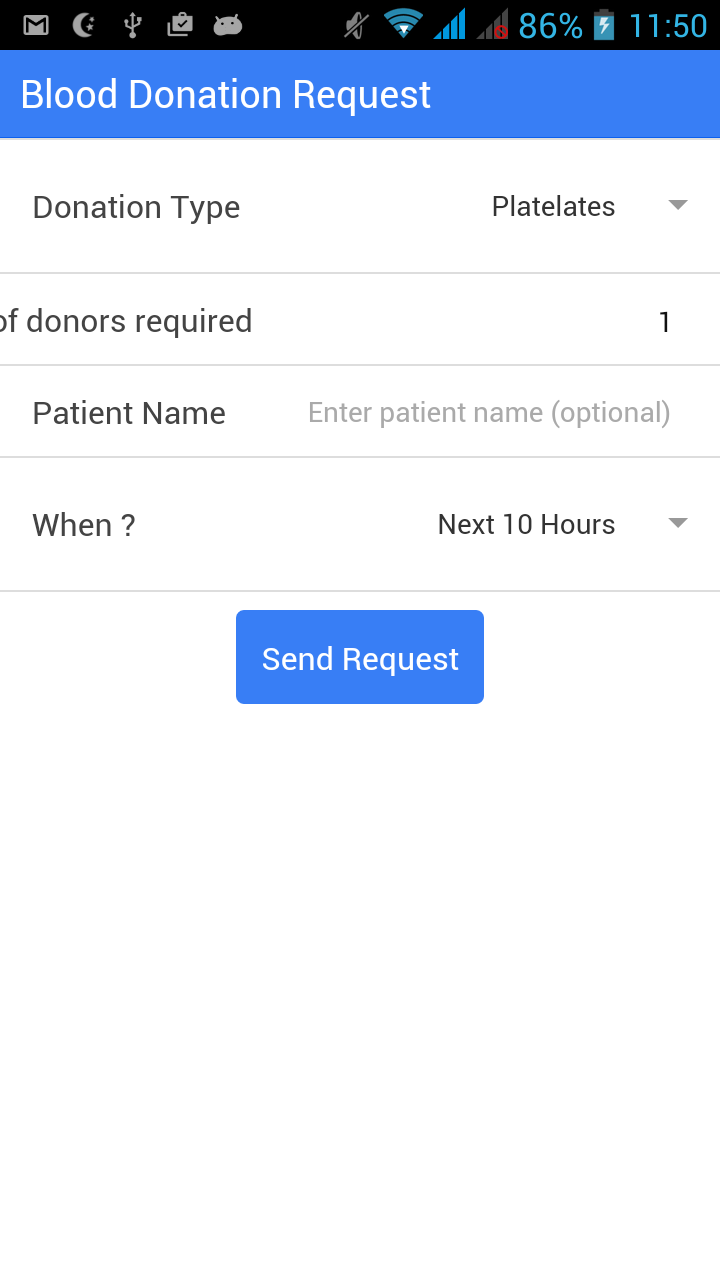 86% 11:50
Blood Donation Request
Donation Type Platelates
of donors required 1
Patient Name Enter patient name (optional)
When ? Next 10 Hours
Send Request